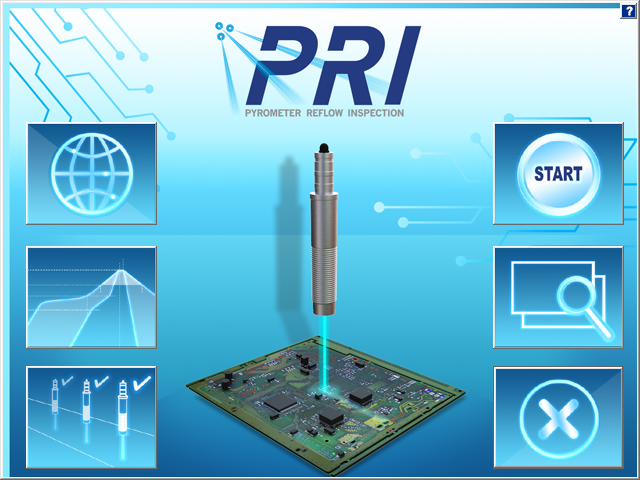 ?
PRI
PYROMETER REFLOW INSPECTION
START